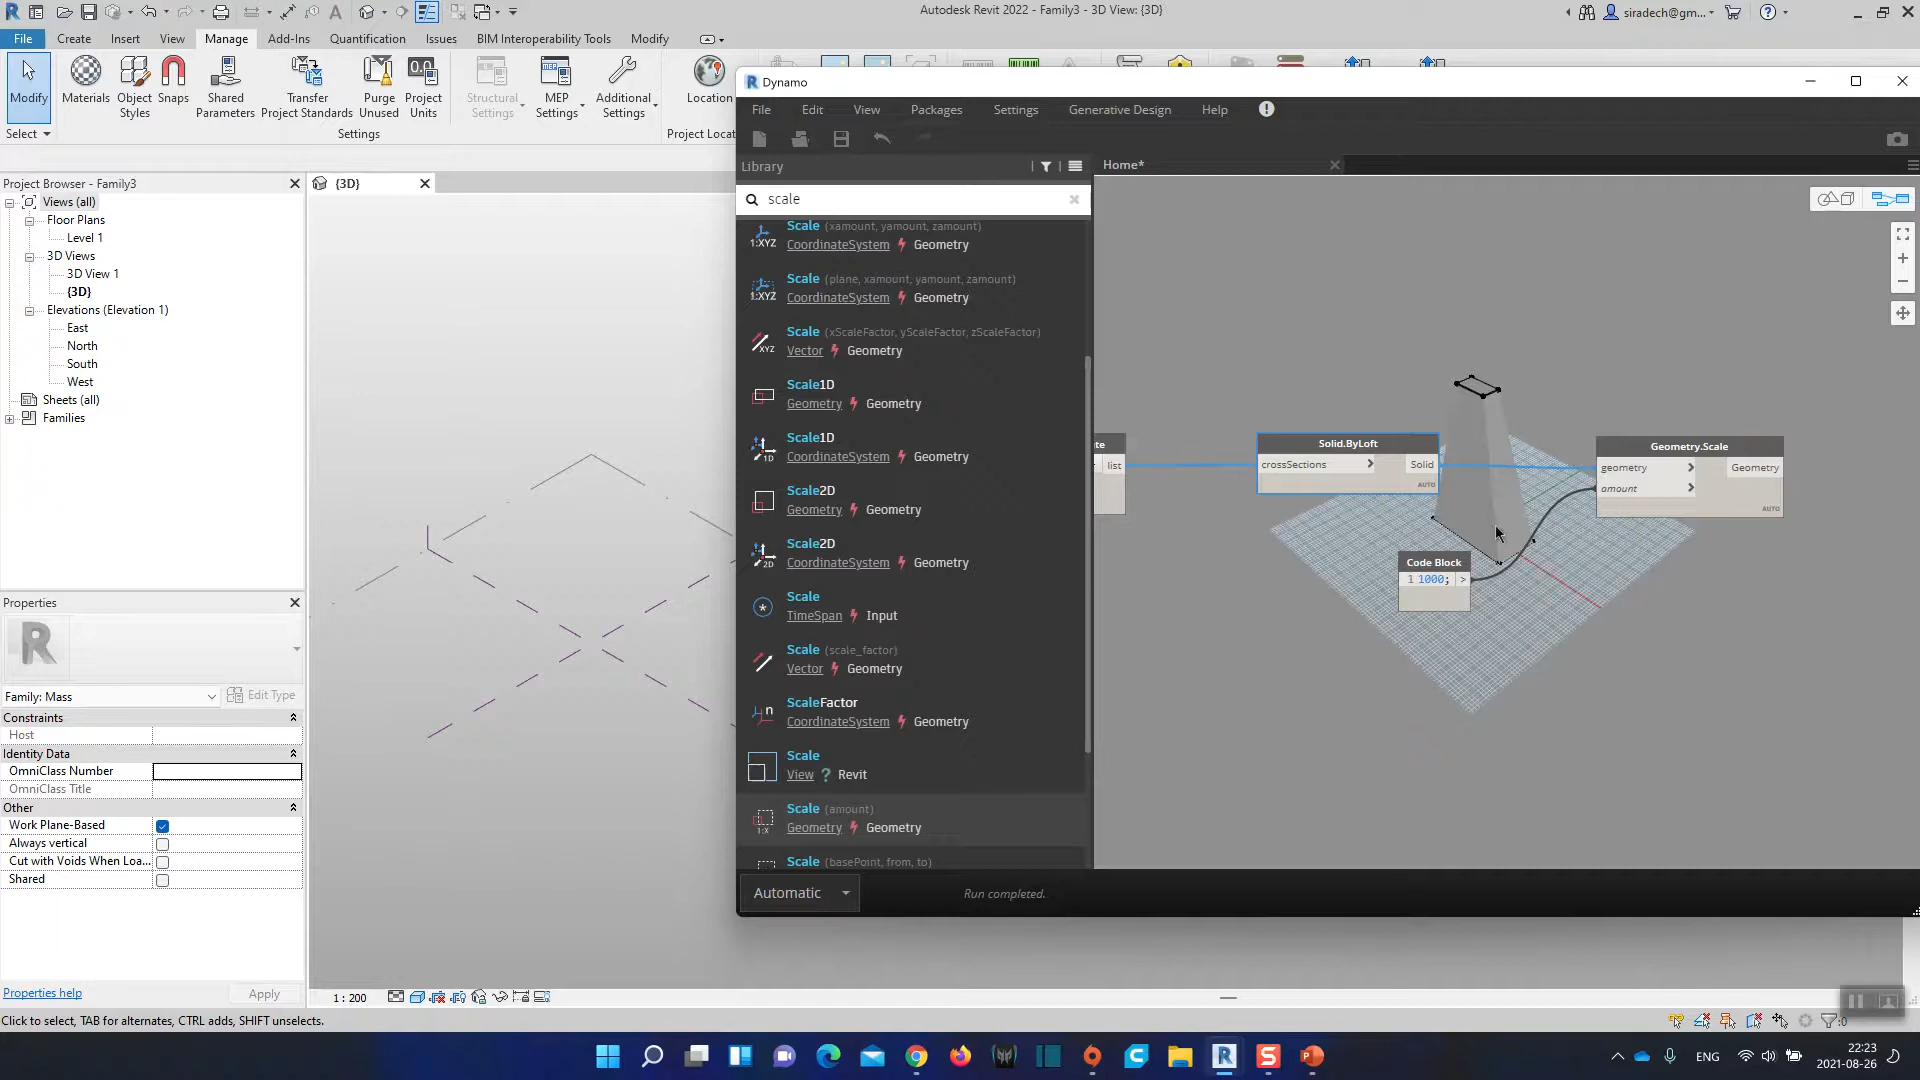 Autodesk Revit 2022 - Family3 - 3D View: {3D}
siradech@gm...
File Create Insert View Manage Add-Ins Quantification Issues BIM Interoperability Tools Modify
Modify
Materials
Object Styles
Snaps
Shared Parameters
Transfer Project Standards
Purge Unused
Project Units
Structural Settings
MEP Settings
Additional Settings
Location
Select
Settings
Project Locat
Project Browser - Family3
Views (all)
Floor Plans
Level 1
3D Views
3D View 1
{3D}
Elevations (Elevation 1)
East
North
South
West
Sheets (all)
Families
Properties
Family: Mass
Edit Type
Constraints
Host
Identity Data
OmniClass Number
OmniClass Title
Other
Work Plane-Based
Always vertical
Cut with Voids When Loa...
Shared
Properties help
Apply
{3D}
1 : 200
Dynamo
File Edit View Packages Settings Generative Design Help
Library
Home*
scale
Scale (xamount, yamount, zamount)
CoordinateSystem Geometry
Scale (plane, xamount, yamount, zamount)
CoordinateSystem Geometry
Scale (xScaleFactor, yScaleFactor, zScaleFactor)
Vector Geometry
Scale1D
Geometry Geometry
Scale1D
CoordinateSystem Geometry
Scale2D
Geometry Geometry
Scale2D
CoordinateSystem Geometry
Scale
TimeSpan Input
Scale (scale_factor)
Vector Geometry
ScaleFactor
CoordinateSystem Geometry
Scale
View ? Revit
Scale (amount)
Geometry Geometry
Scale (basePoint, from, to)
Automatic
Run completed.
te
list
Solid.ByLoft
crossSections > Solid
AUTO
Geometry.Scale
geometry > Geometry
amount >
AUTO
Code Block
1 1000; >
Click to select, TAB for alternates, CTRL adds, SHIFT unselects.
:0
ENG
22:23
2021-08-26